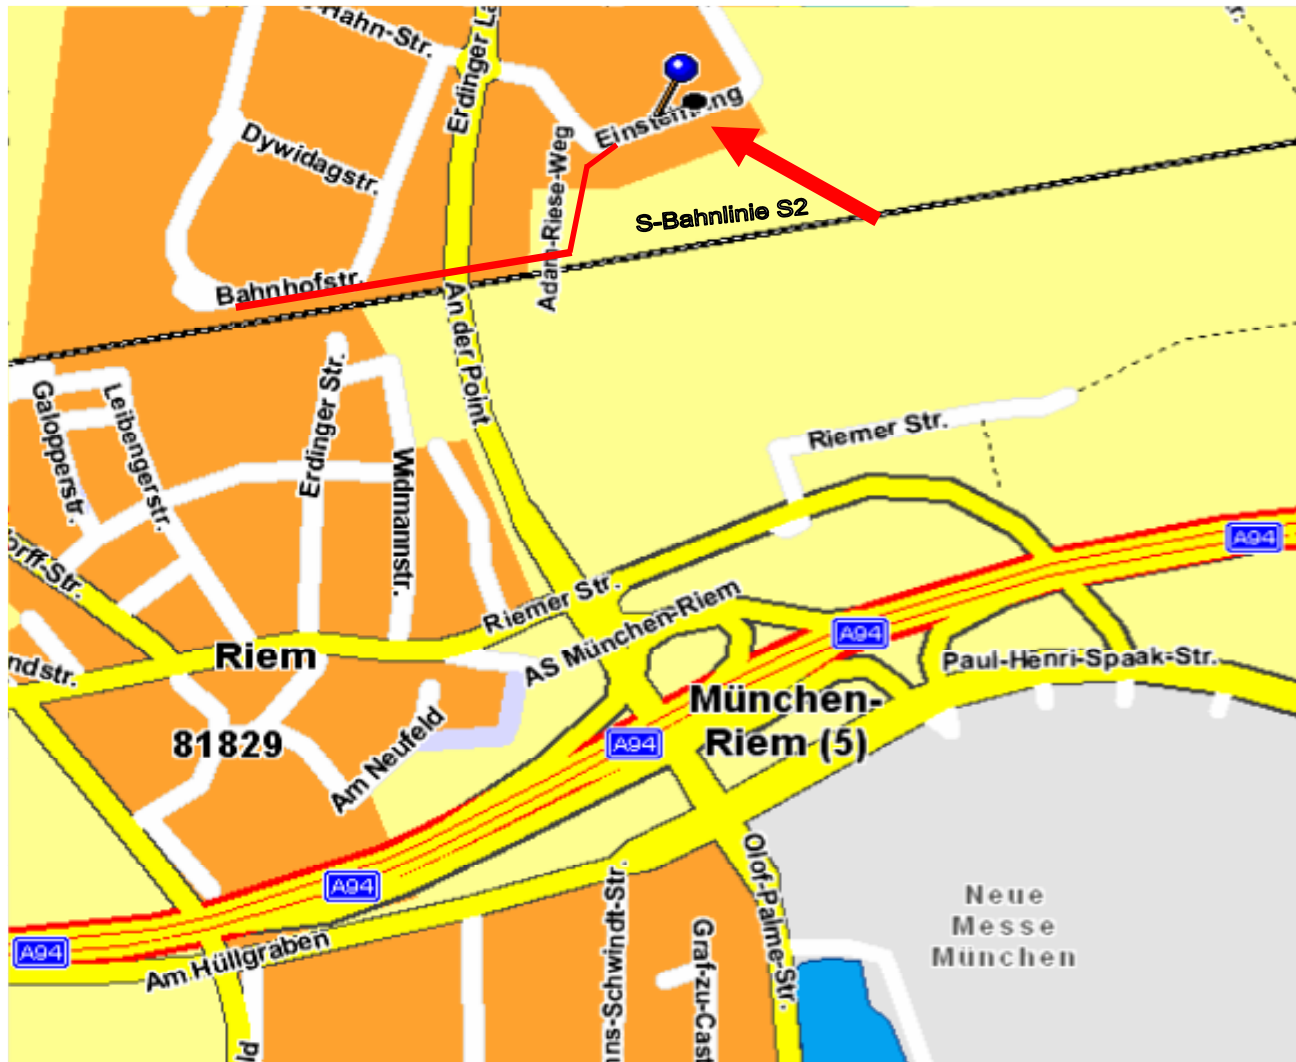 -Hahn-Str.
Erdinger La
Einsteinring
Dywidagstr.
Adam-Riese-Weg
S-Bahnlinie S2
Bahnhofstr.
An der Point
Erdinger Str.
Galopperstr.
Leibengerstr.
Widmannstr.
Riemer Str.
A94
orff-Str.
Riemer Str.
AS München-Riem
A94
Paul-Henri-Spaak-Str.
Riem
ndstr.
München-
Riem (5)
81829
A94
Am Neufeld
Olof-Palme-Str.
A94
ns-Schwindt-Str.
Graf-zu-Cast
Neue
Messe
München
A94
Am Hüllgraben
ld